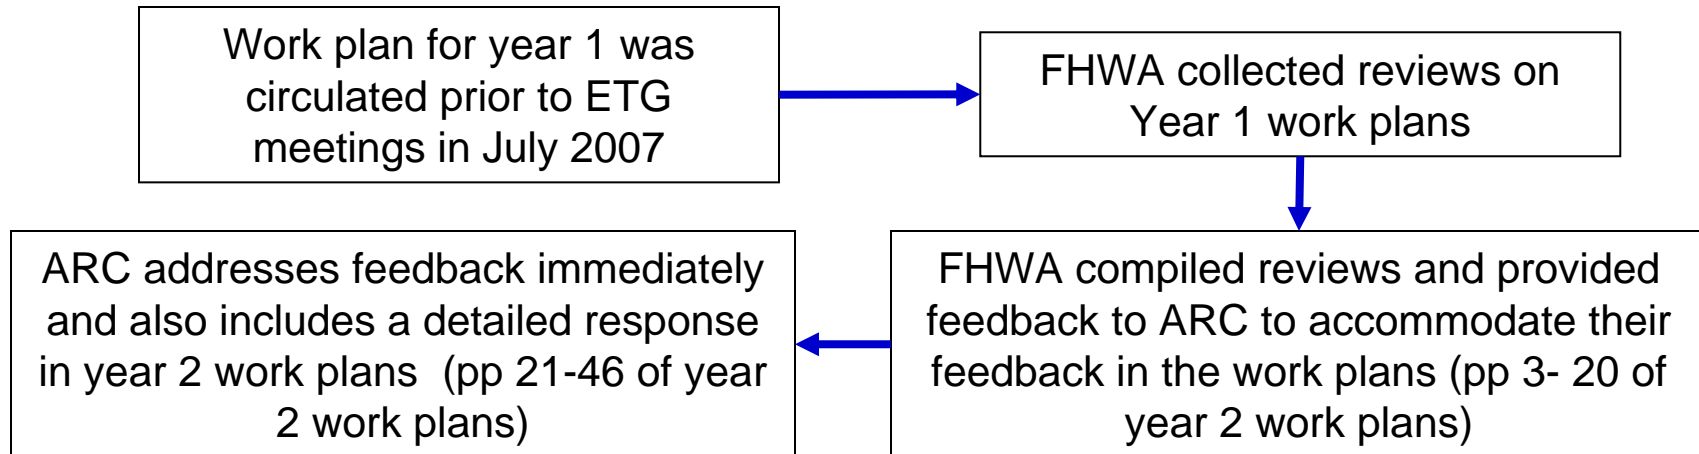 Work plan for year 1 was
circulated prior to ETG
meetings in July 2007
FHWA collected reviews on
Year 1 work plans
FHWA compiled reviews and provided
feedback to ARC to accommodate their
feedback in the work plans (pp 3- 20 of
year 2 work plans)
ARC addresses feedback immediately
and also includes a detailed response
in year 2 work plans  (pp 21-46 of year
2 work plans)